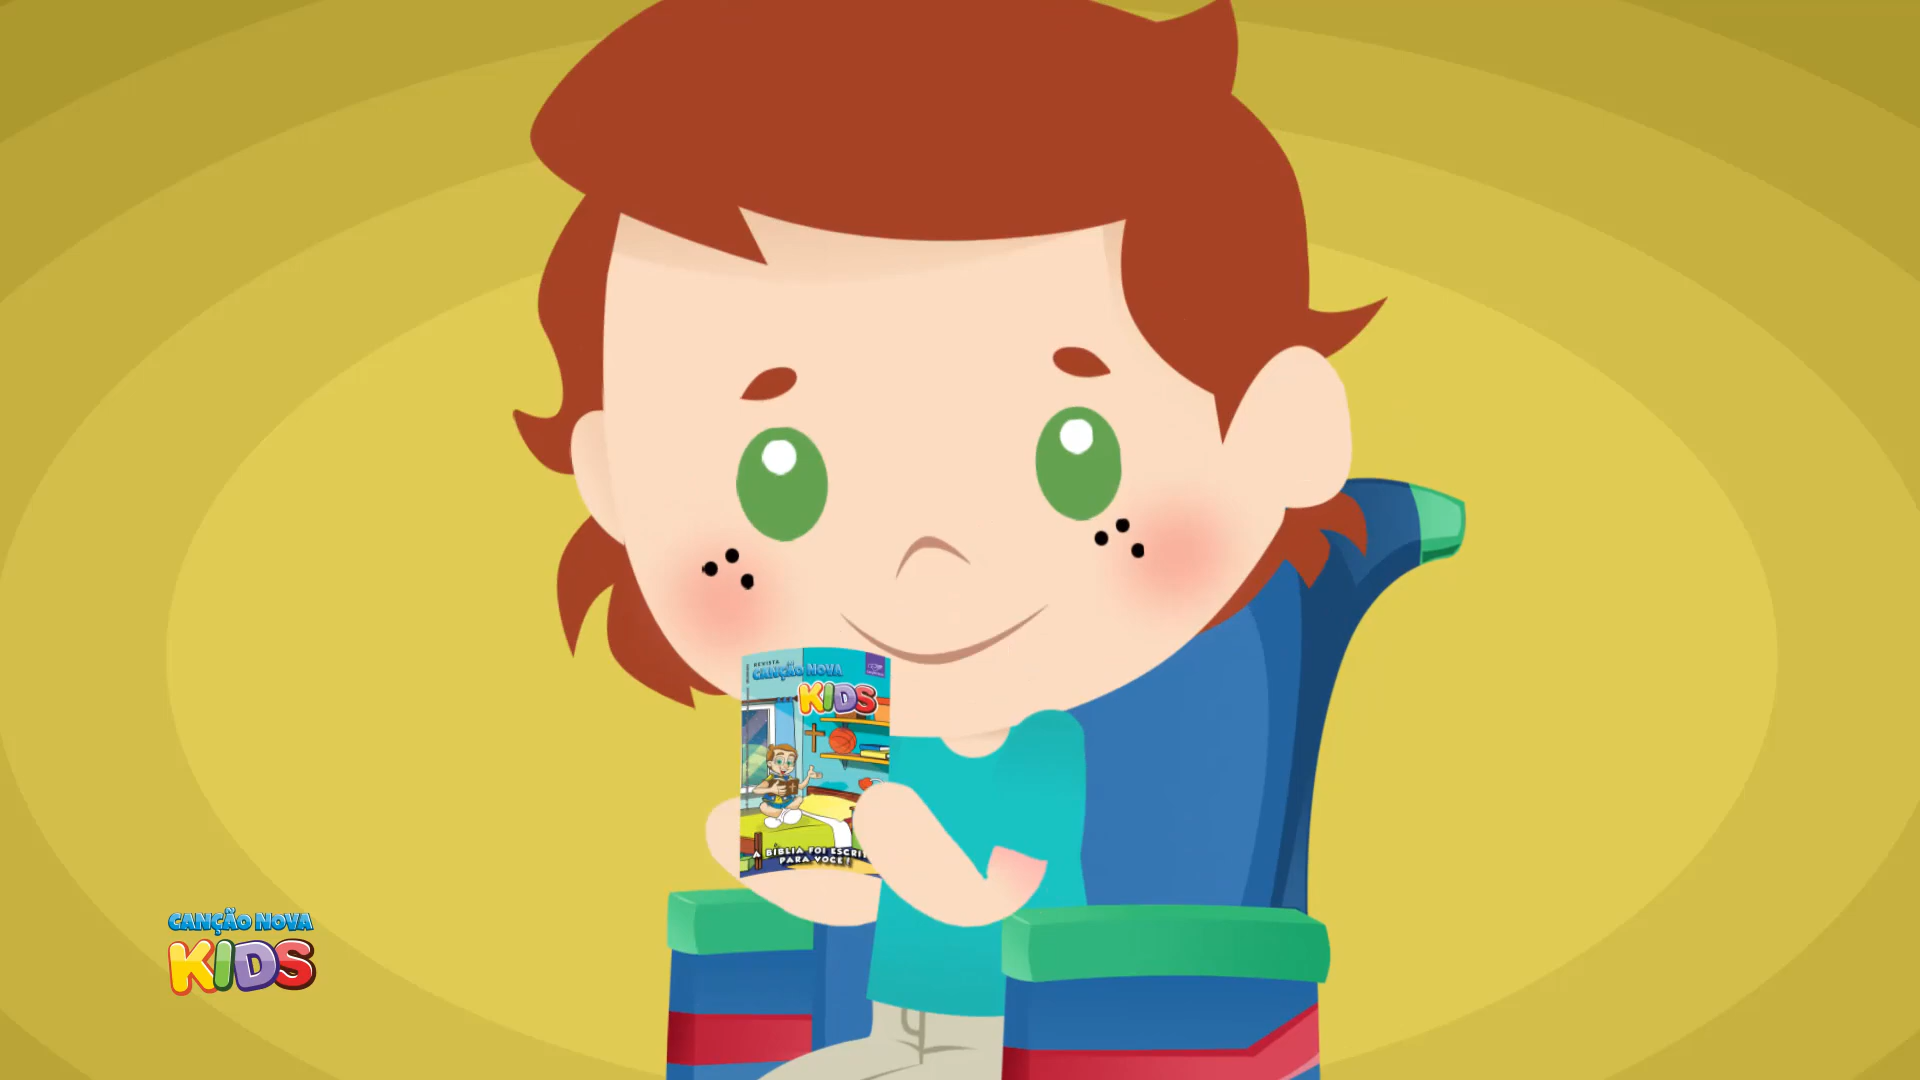 REVISTA
CANÇÃO NOVA
KIDS
A BÍBLIA FOI ESCRI
PARA VOCÊ!
CANÇÃO NOVA
KIDS